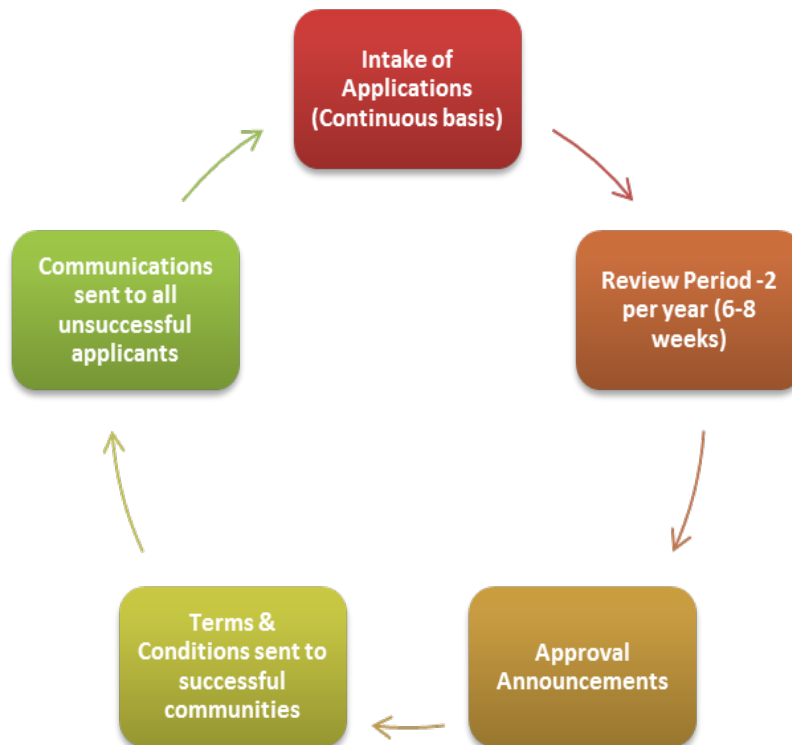 Intake of
Applications
(Continuous basis)
Review Period -2
per year (6-8
weeks)
Approval
Announcements
Terms &
Conditions sent to
successful
communities
Communications
sent to all
unsuccessful
applicants